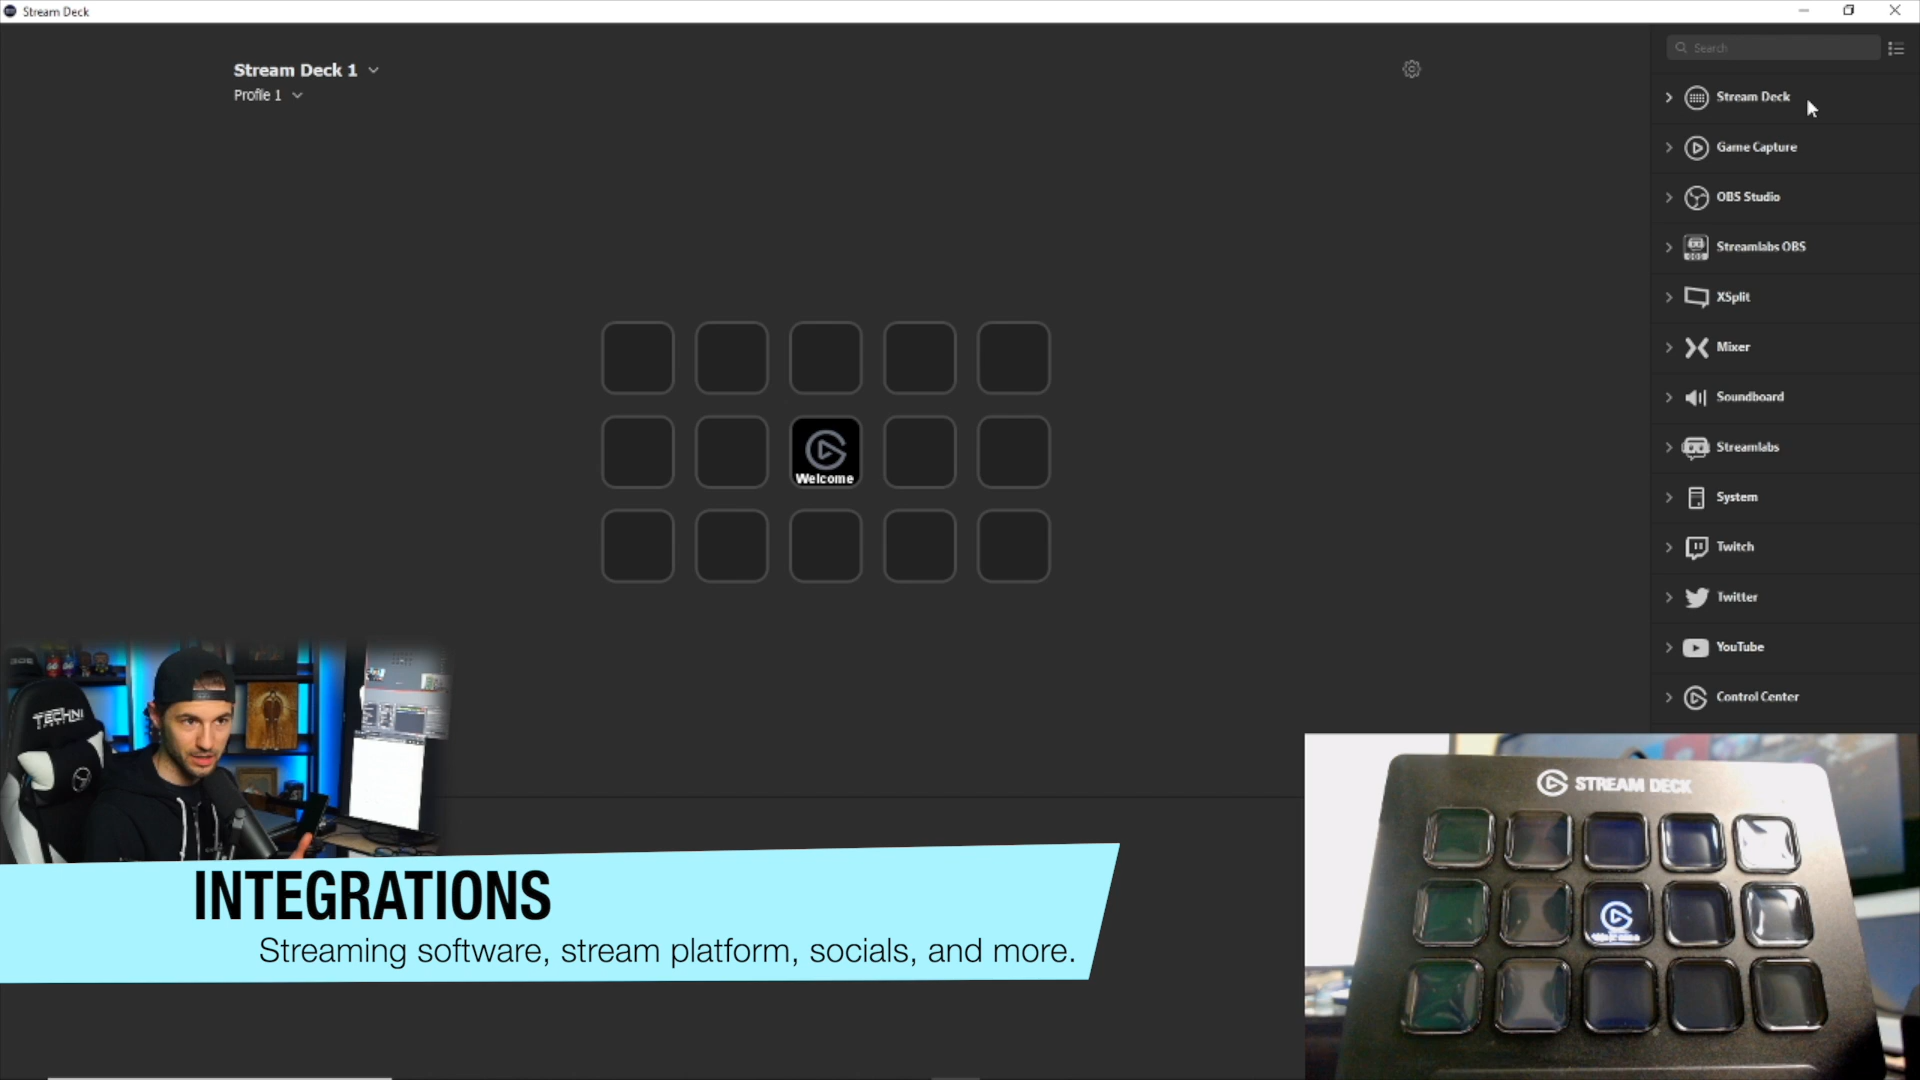 Stream Deck
Stream Deck 1
Profile 1
Search
Stream Deck
Game Capture
OBS Studio
Streamlabs OBS
XSplit
Mixer
Soundboard
Streamlabs
System
Twitch
Twitter
YouTube
Control Center
Welcome
TECHNI
INTEGRATIONS
Streaming software, stream platform, socials, and more.
STREAM DECK